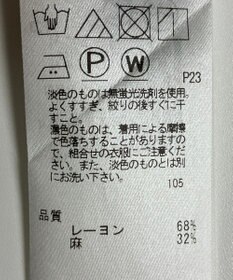 P W
P23
淡色のものは無蛍光洗剤を使用。
よくすすぎ、絞りの後すぐに干
すこと。
濃色のものは、着用による摩擦
で色落ちすることがありますの
で、組合せの衣服にご注意くだ
さい。また、淡色のものとは別
にお洗い下さい。
105
品質
レーヨン 68%
麻 32%